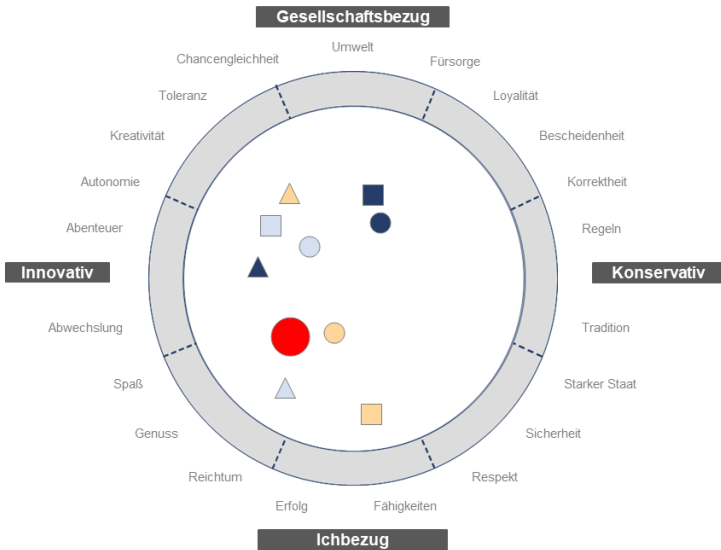 Gesellschaftsbezug
Umwelt
Chancengleichheit
Fürsorge
Toleranz
Loyalität
Kreativität
Bescheidenheit
Autonomie
Korrektheit
Abenteuer
Regeln
Innovativ
Konservativ
Abwechslung
Tradition
Spaß
Starker Staat
Genuss
Sicherheit
Reichtum
Respekt
Erfolg
Fähigkeiten
Ichbezug